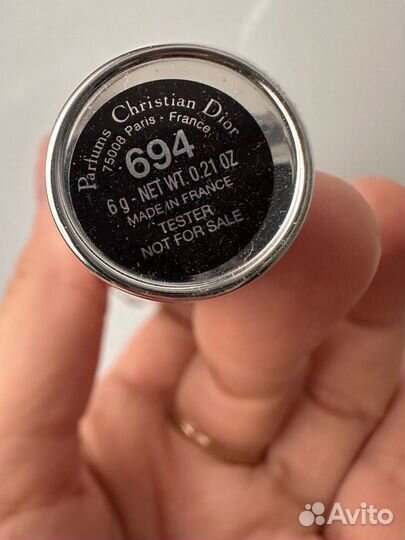 Parfums Christian Dior
75008 Paris - France
694
6 g - NET WT. 0.21 OZ
MADE IN FRANCE
TESTER
NOT FOR SALE
Avito